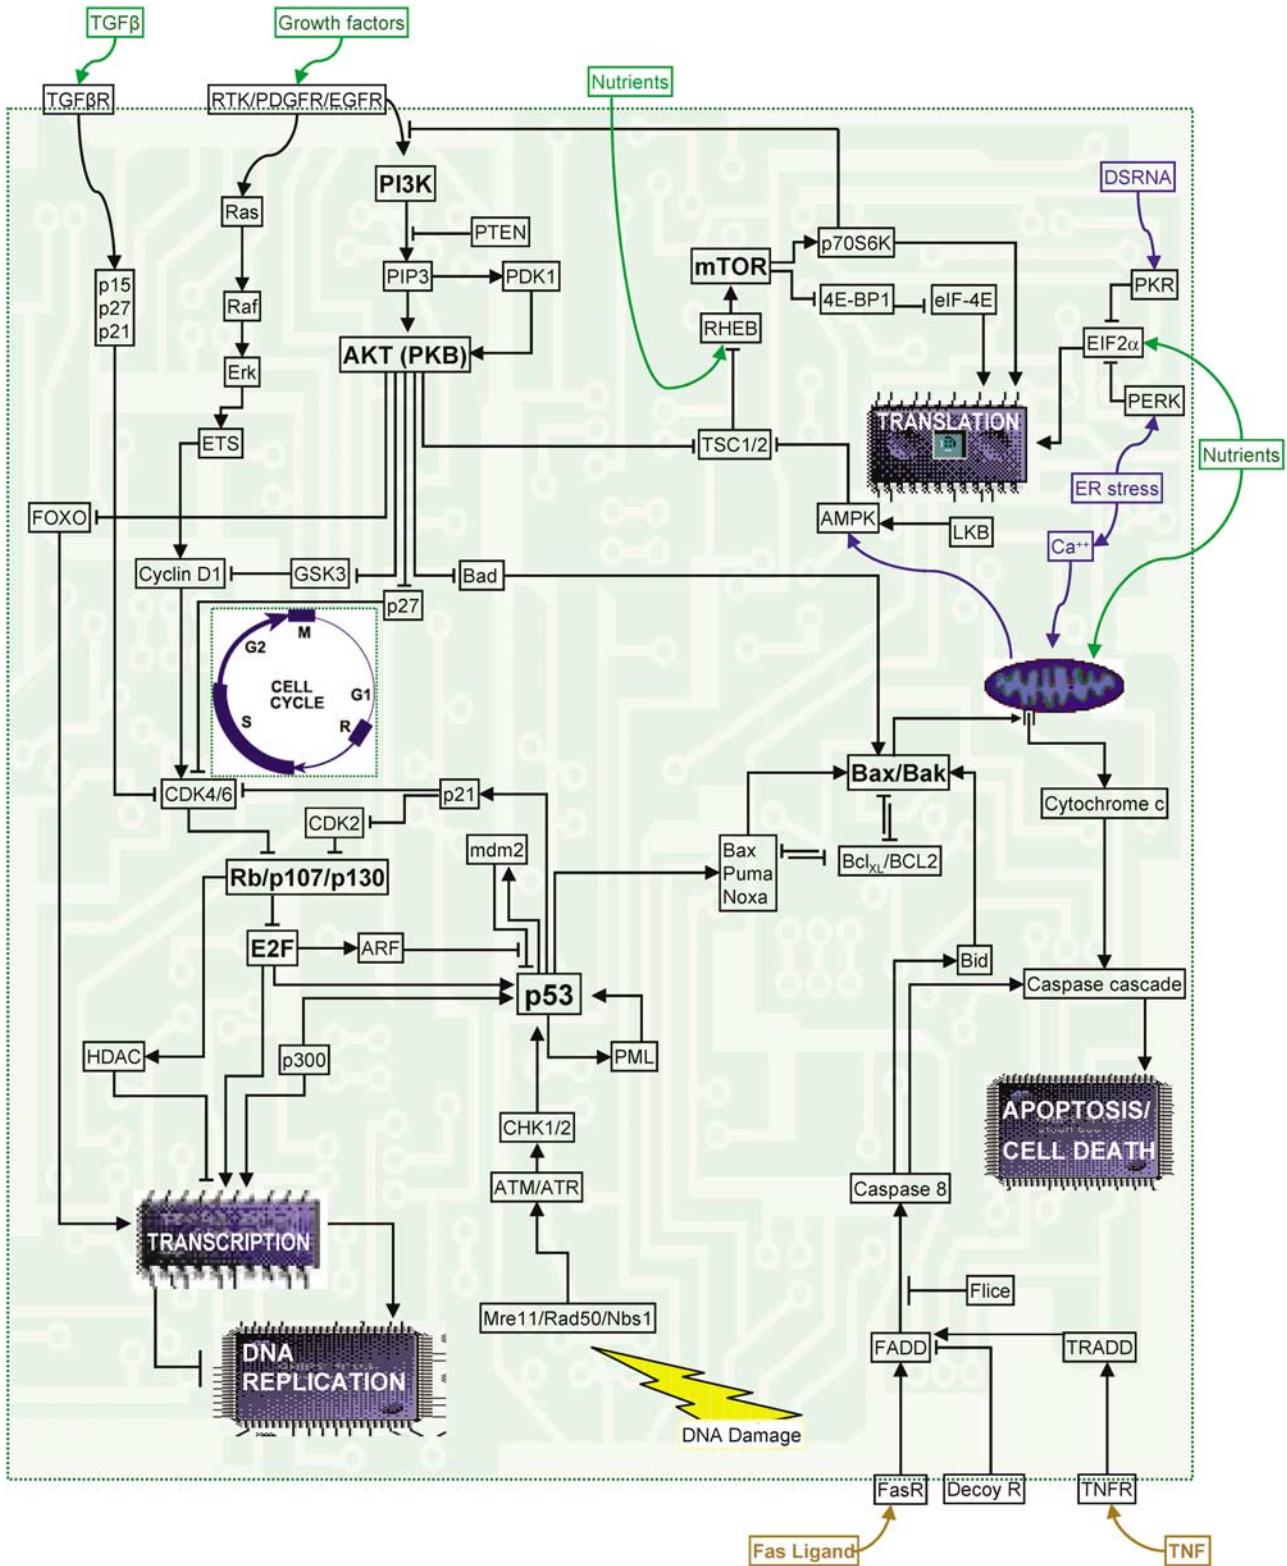 TGFβ
Growth factors
TGFβR
RTK/PDGFR/EGFR
Nutrients
DSRNA
PI3K
Ras
PTEN
p70S6K
mTOR
PIP3
PDK1
PKR
p15
p27
p21
Raf
4E-BP1
eIF-4E
RHEB
EIF2α
AKT (PKB)
Erk
PERK
TRANSLATION
ETS
TSC1/2
Nutrients
ER stress
FOXO
AMPK
LKB
Ca++
Cyclin D1
GSK3
Bad
p27
M
G2
CELL
CYCLE
G1
S
R
Bax/Bak
CDK4/6
p21
Cytochrome c
CDK2
mdm2
Bax
Puma
Noxa
BclXL/BCL2
Rb/p107/p130
E2F
ARF
Bid
p53
Caspase cascade
HDAC
p300
PML
APOPTOSIS/
CELL DEATH
CHK1/2
ATM/ATR
Caspase 8
TRANSCRIPTION
Flice
Mre11/Rad50/Nbs1
DNA
REPLICATION
FADD
TRADD
DNA Damage
FasR
Decoy R
TNFR
Fas Ligand
TNF